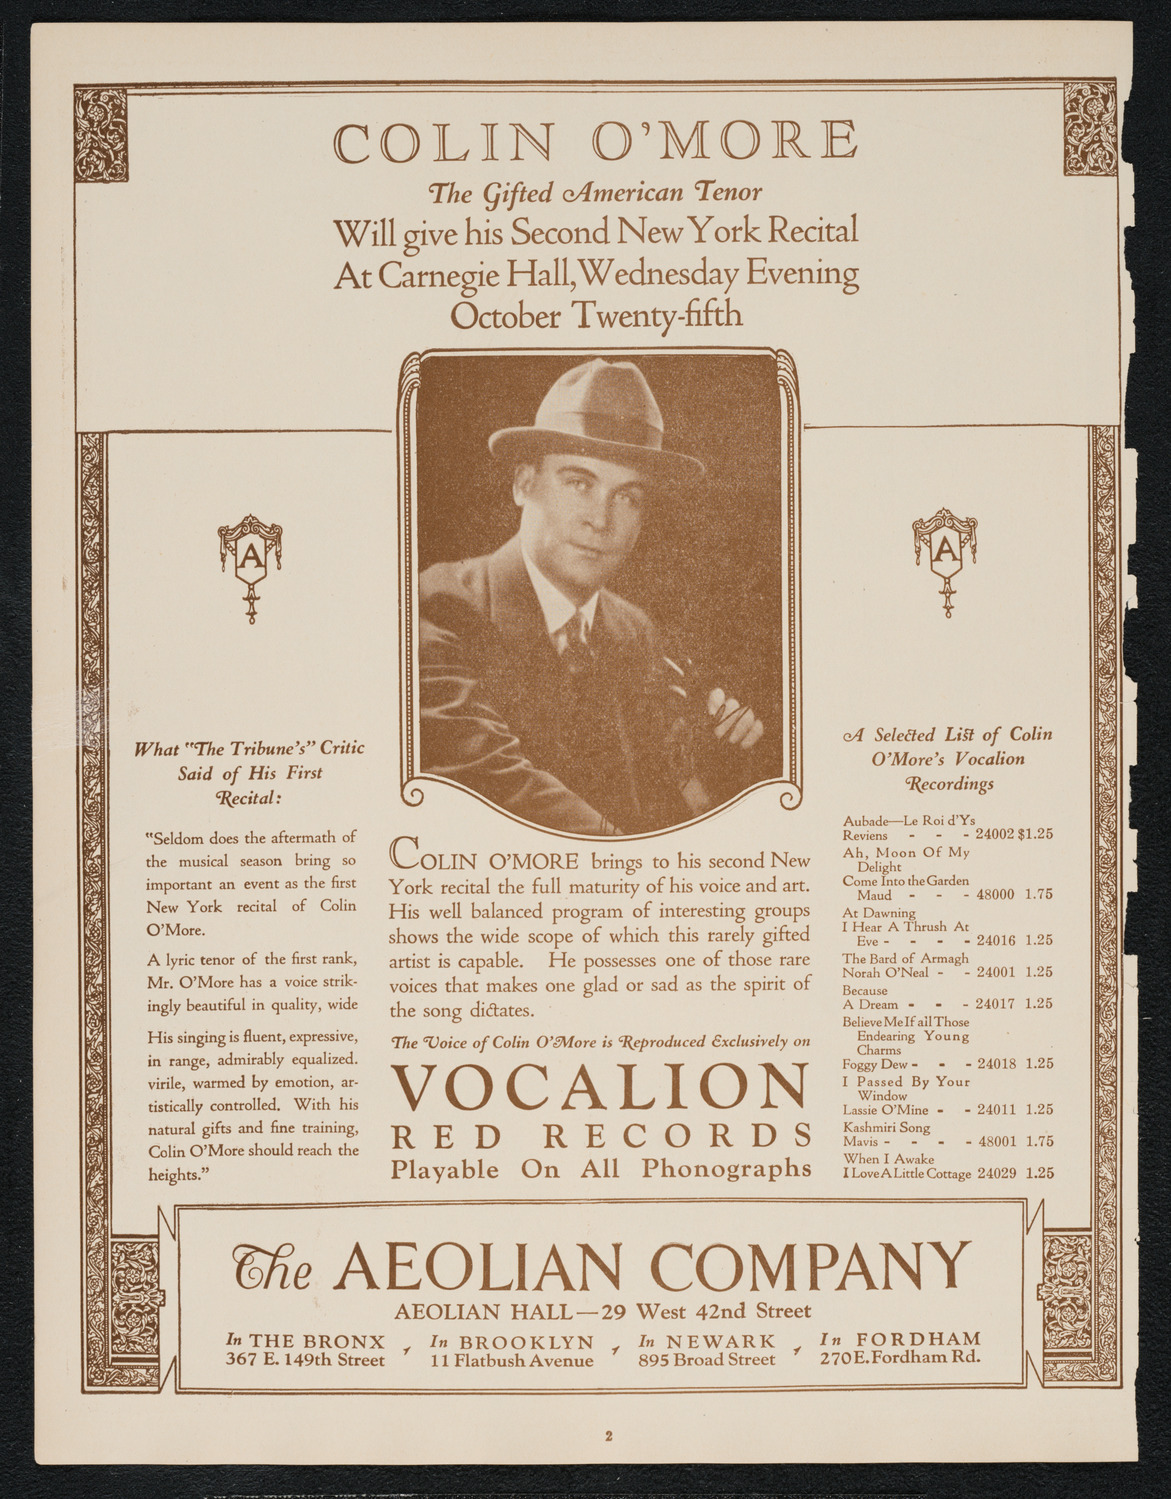 COLIN O'MORE
The Gifted American Tenor
Will give his Second New York Recital
At Carnegie Hall, Wednesday Evening
October Twenty-fifth
A
A
What "The Tribune's" Critic
Said of His First
Recital:
"Seldom does the aftermath of
the musical season bring so
important an event as the first
New York recital of Colin
O'More.
A lyric tenor of the first rank,
Mr. O'More has a voice strik-
ingly beautiful in quality, wide
His singing is fluent, expressive,
in range, admirably equalized.
virile, warmed by emotion, ar-
tistically controlled. With his
natural gifts and fine training,
Colin O'More should reach the
heights."
COLIN O'MORE brings to his second New
York recital the full maturity of his voice and art.
His well balanced program of interesting groups
shows the wide scope of which this rarely gifted
artist is capable. He possesses one of those rare
voices that makes one glad or sad as the spirit of
the song dictates.
The Voice of Colin O'More is Reproduced Exclusively on
VOCALION
RED RECORDS
Playable On All Phonographs
A Selected List of Colin
O'More's Vocalion
Recordings
Aubade—Le Roi d'Ys
Reviens - - - 24002 $1.25
Ah, Moon Of My
Delight
Come Into the Garden
Maud - - - 48000 1.75
At Dawning
I Hear A Thrush At
Eve - - - - 24016 1.25
The Bard of Armagh
Norah O'Neal - - 24001 1.25
Because
A Dream - - - 24017 1.25
Believe Me If all Those
Endearing Young
Charms
Foggy Dew - - - 24018 1.25
I Passed By Your
Window
Lassie O'Mine - - 24011 1.25
Kashmiri Song
Mavis - - - - 48001 1.75
When I Awake
I Love A Little Cottage 24029 1.25
The AEOLIAN COMPANY
AEOLIAN HALL—29 West 42nd Street
In THE BRONX , In BROOKLYN , In NEWARK , In FORDHAM
367 E. 149th Street 11 Flatbush Avenue 895 Broad Street 270 E. Fordham Rd.
2